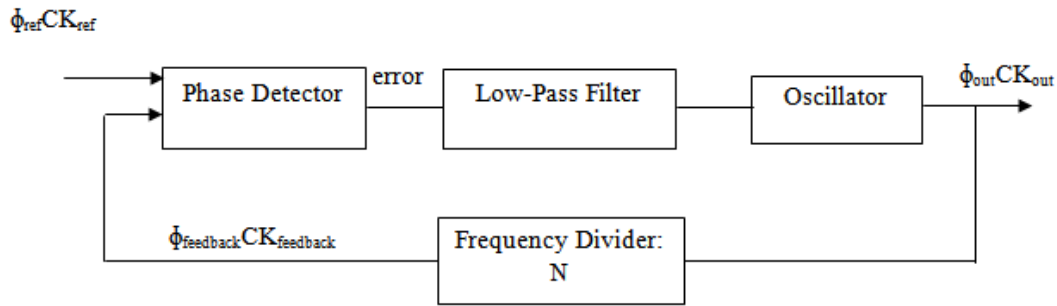 ϕrefCKref
Phase Detector
error
Low-Pass Filter
Oscillator
ϕoutCKout
ϕfeedbackCKfeedback
Frequency Divider:
N